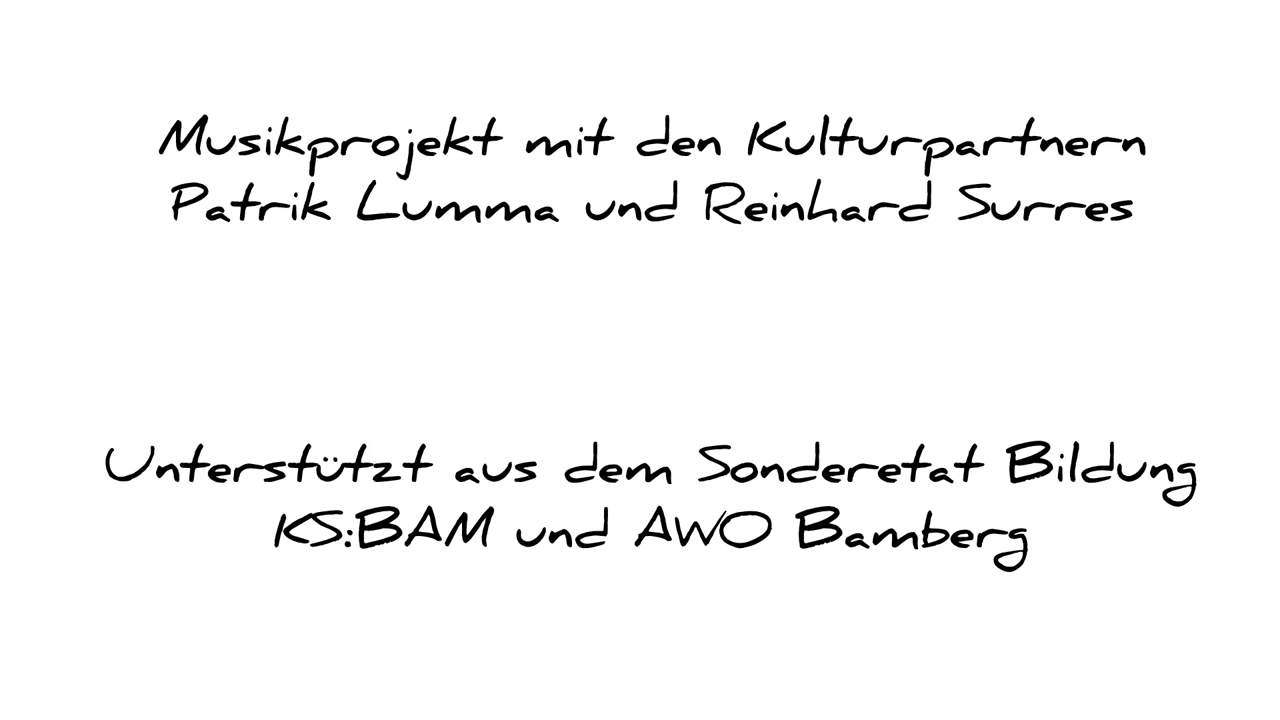 Musikprojekt mit den Kulturpartnern
Patrik Lumma und Reinhard Surres
Unterstützt aus dem Sonderetat Bildung
KS:BAM und AWO Bamberg